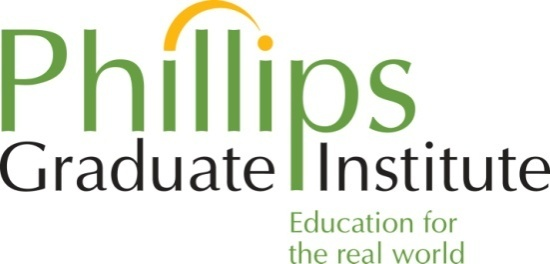 Phillips
Graduate Institute
Education for
the real world